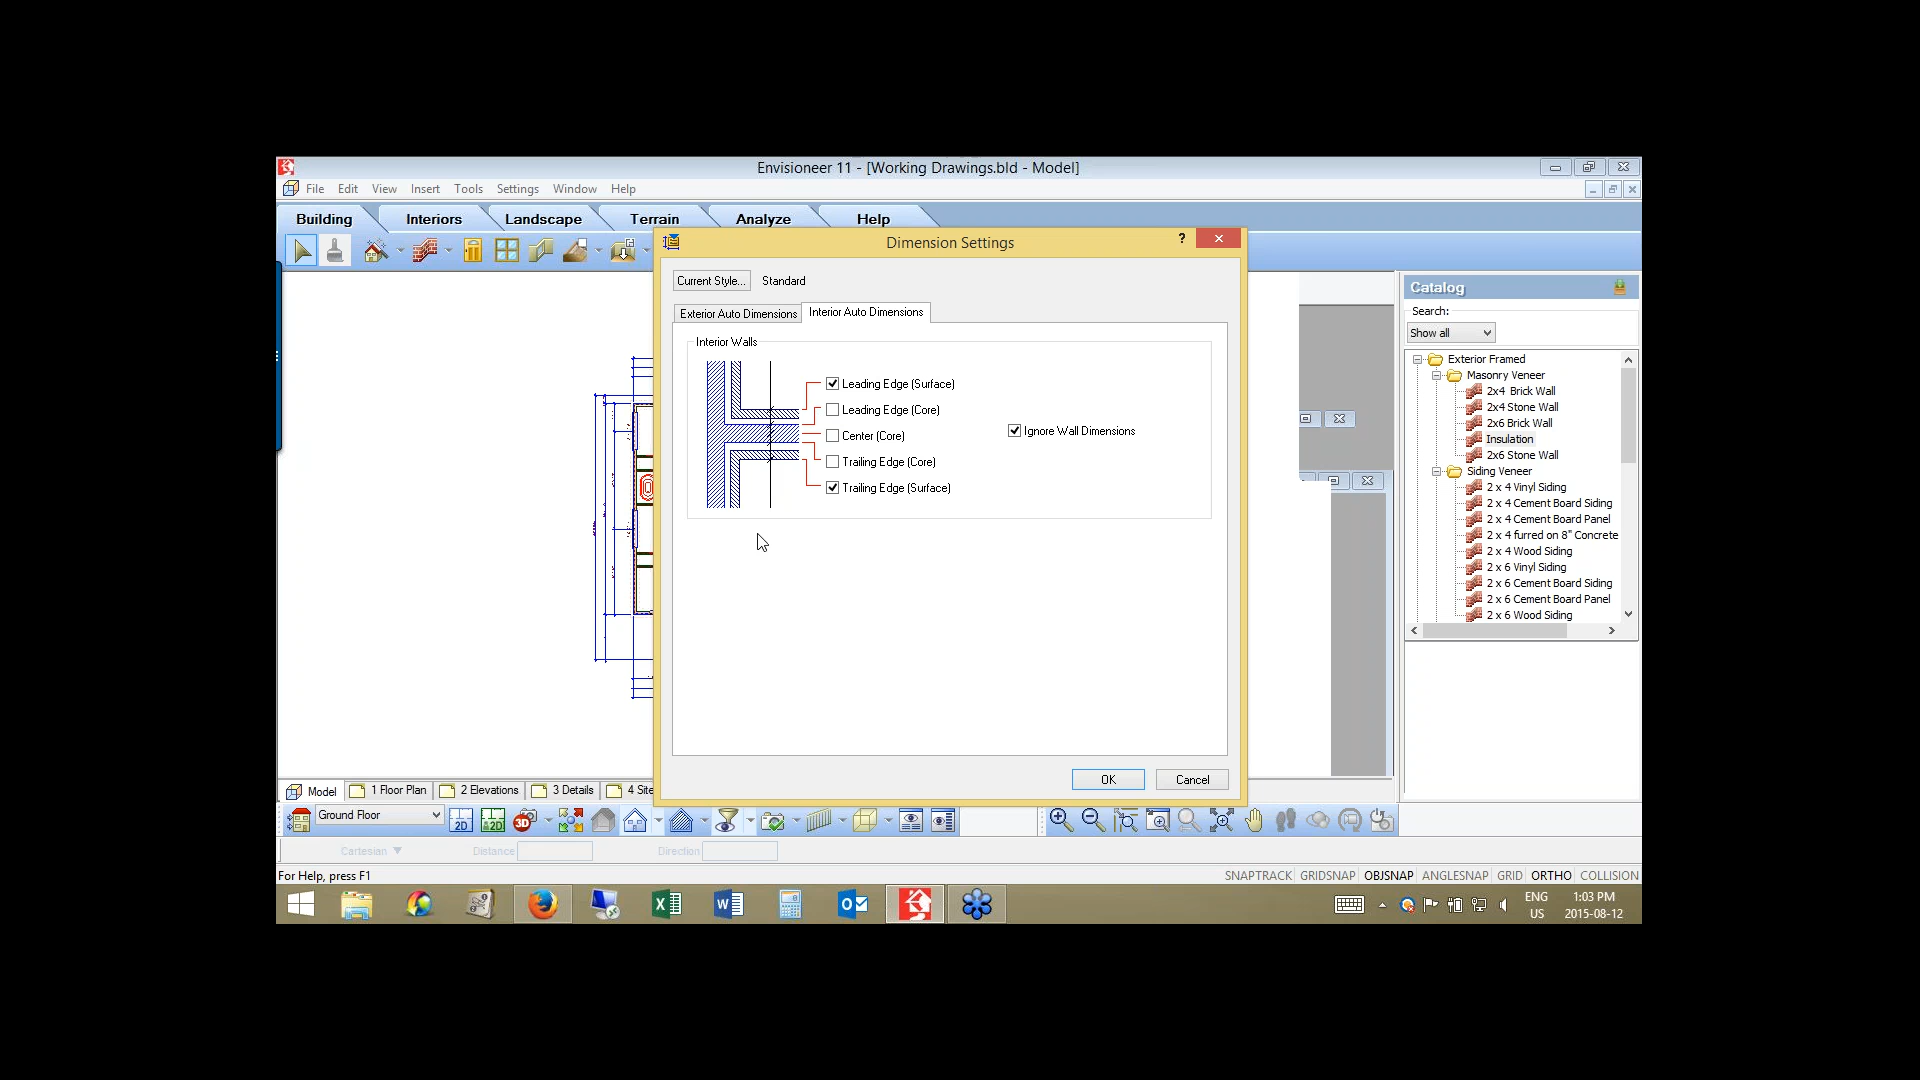 Envisioneer 11 - [Working Drawings.bld - Model]
File Edit View Insert Tools Settings Window Help
Building Interiors Landscape Terrain Analyze Help
Dimension Settings
?
Current Style... Standard
Exterior Auto Dimensions Interior Auto Dimensions
Interior Walls
Leading Edge (Surface)
Leading Edge (Core)
Center (Core)
Trailing Edge (Core)
Trailing Edge (Surface)
Ignore Wall Dimensions
OK Cancel
Catalog
Search:
Show all
Exterior Framed
Masonry Veneer
2x4 Brick Wall
2x4 Stone Wall
2x6 Brick Wall
Insulation
2x6 Stone Wall
Siding Veneer
2 x 4 Vinyl Siding
2 x 4 Cement Board Siding
2 x 4 Cement Board Panel
2 x 4 furred on 8" Concrete
2 x 4 Wood Siding
2 x 6 Vinyl Siding
2 x 6 Cement Board Siding
2 x 6 Cement Board Panel
2 x 6 Wood Siding
Model 1 Floor Plan 2 Elevations 3 Details 4 Site
Ground Floor 2D 2D 3D
Cartesian Distance Direction
For Help, press F1
SNAPTRACK GRIDSNAP OBJSNAP ANGLESNAP GRID ORTHO COLLISION
ENG
US
1:03 PM
2015-08-12